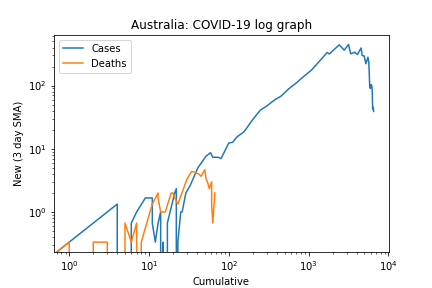 Australia: COVID-19 log graph
Cases
Deaths
New (3 day SMA)
10²
10¹
10⁰
10⁰ 10¹ 10² 10³ 10⁴
Cumulative